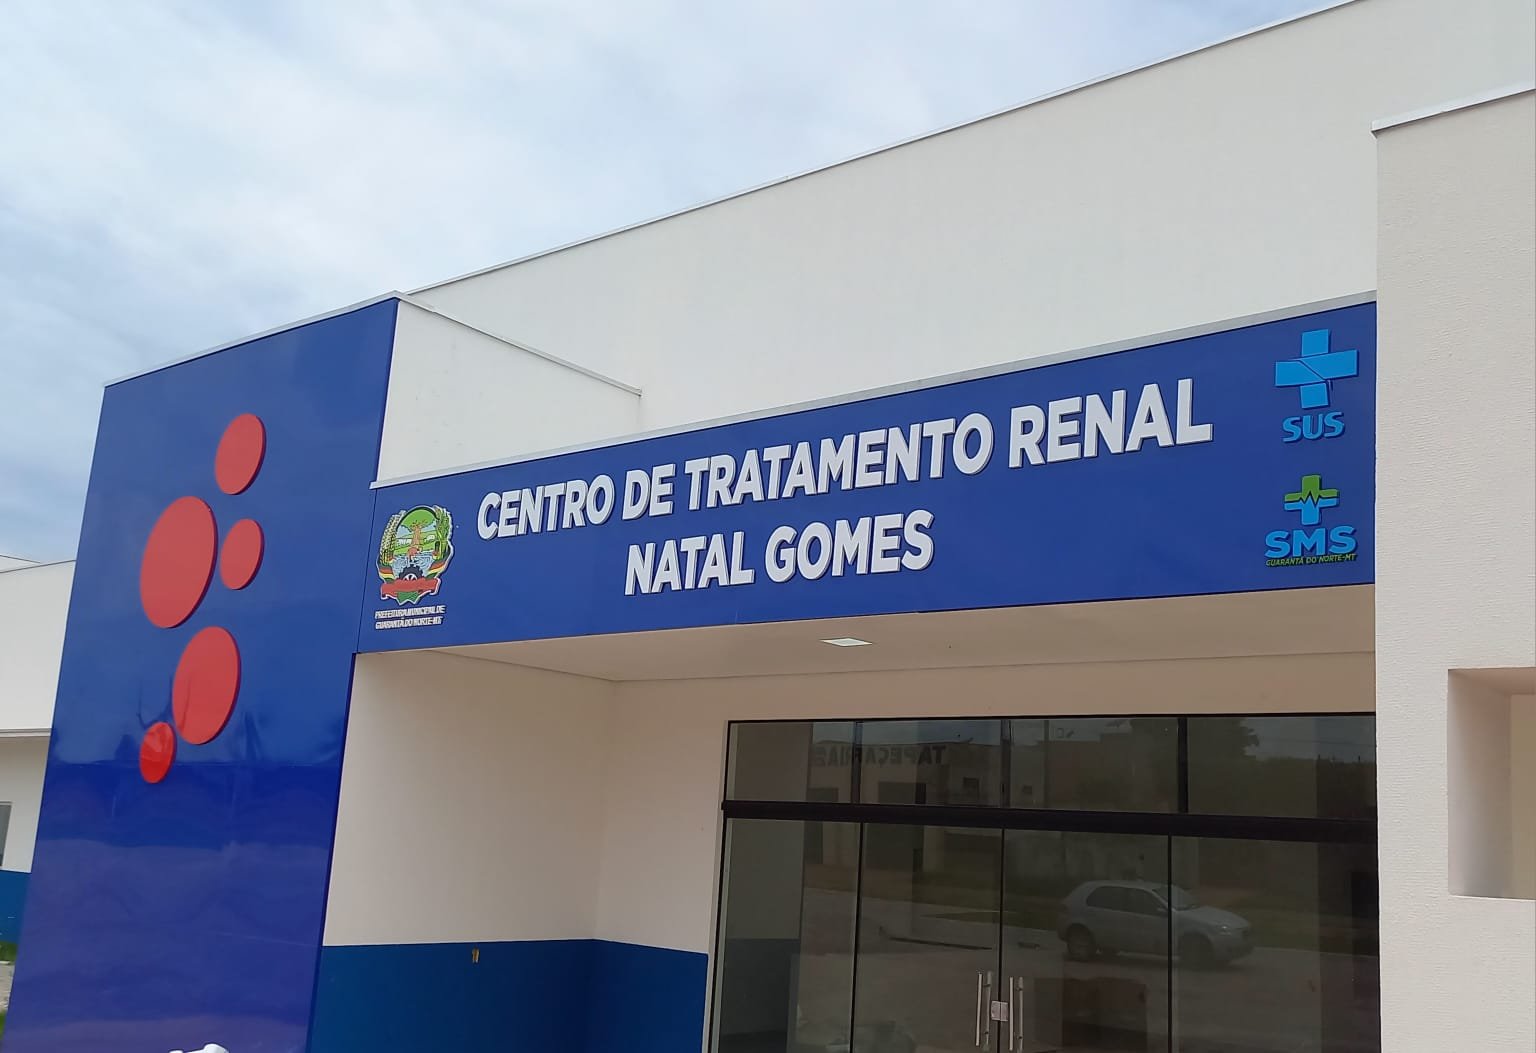 CENTRO DE TRATAMENTO RENAL
NATAL GOMES
PREFEITURA MUNICIPAL DE
GUARANTÃ DO NORTE-MT
SUS
SMS
GUARANTÃ DO NORTE-MT
TAPEÇARIA